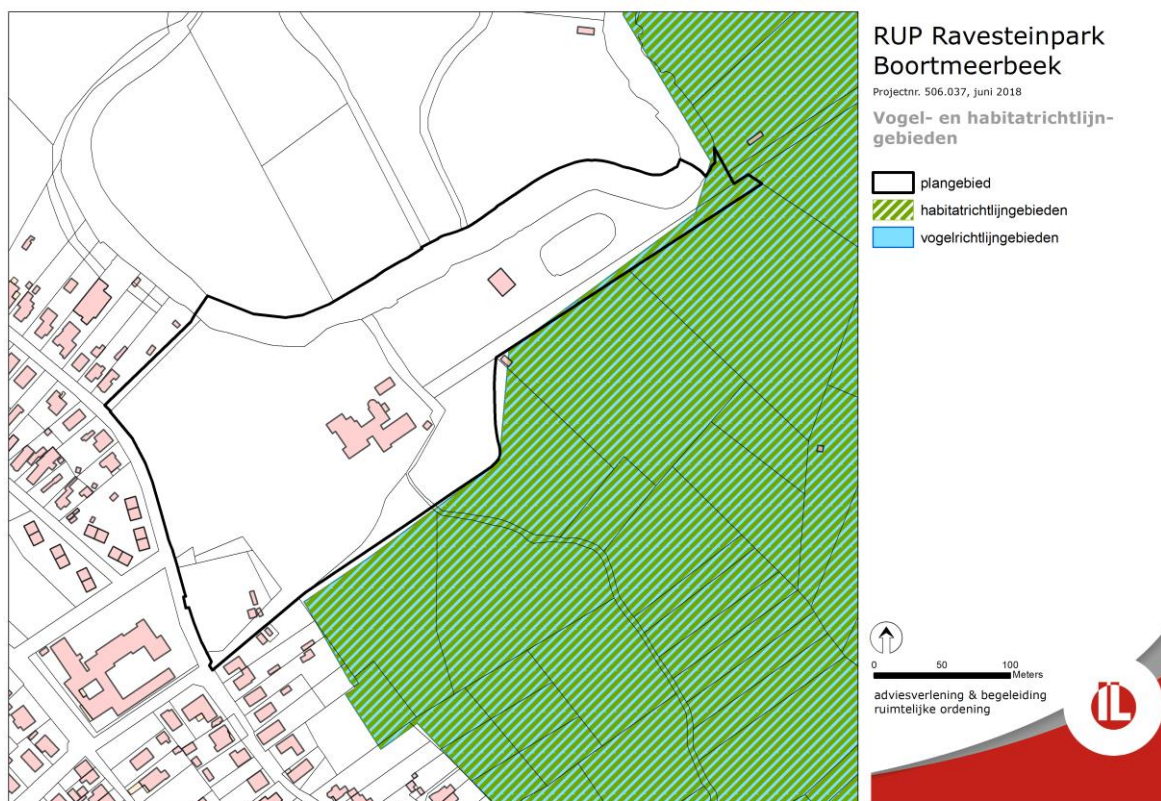 RUP Ravesteinpark
Boortmeerbeek
Projectnr. 506.037, juni 2018
Vogel- en habitatrichtlijn-
gebieden
plangebied
habitatrichtlijngebieden
vogelrichtlijngebieden
0 50 100
Meters
adviesverlening & begeleiding
ruimtelijke ordening
IL